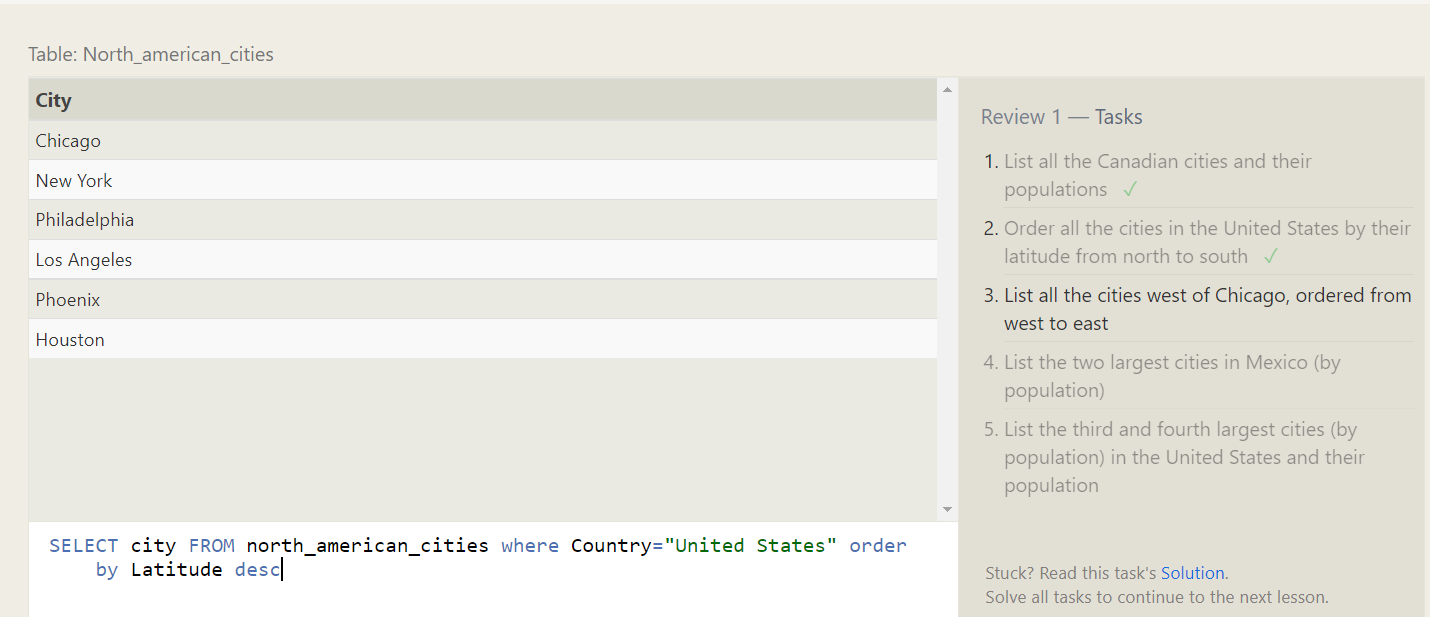 Table: North_american_cities
City
Chicago
New York
Philadelphia
Los Angeles
Phoenix
Houston
SELECT city FROM north_american_cities where Country="United States" order
by Latitude desc
Review 1 — Tasks
1. List all the Canadian cities and their
populations ✓
2. Order all the cities in the United States by their
latitude from north to south ✓
3. List all the cities west of Chicago, ordered from
west to east
4. List the two largest cities in Mexico (by
population)
5. List the third and fourth largest cities (by
population) in the United States and their
population
Stuck? Read this task's Solution.
Solve all tasks to continue to the next lesson.